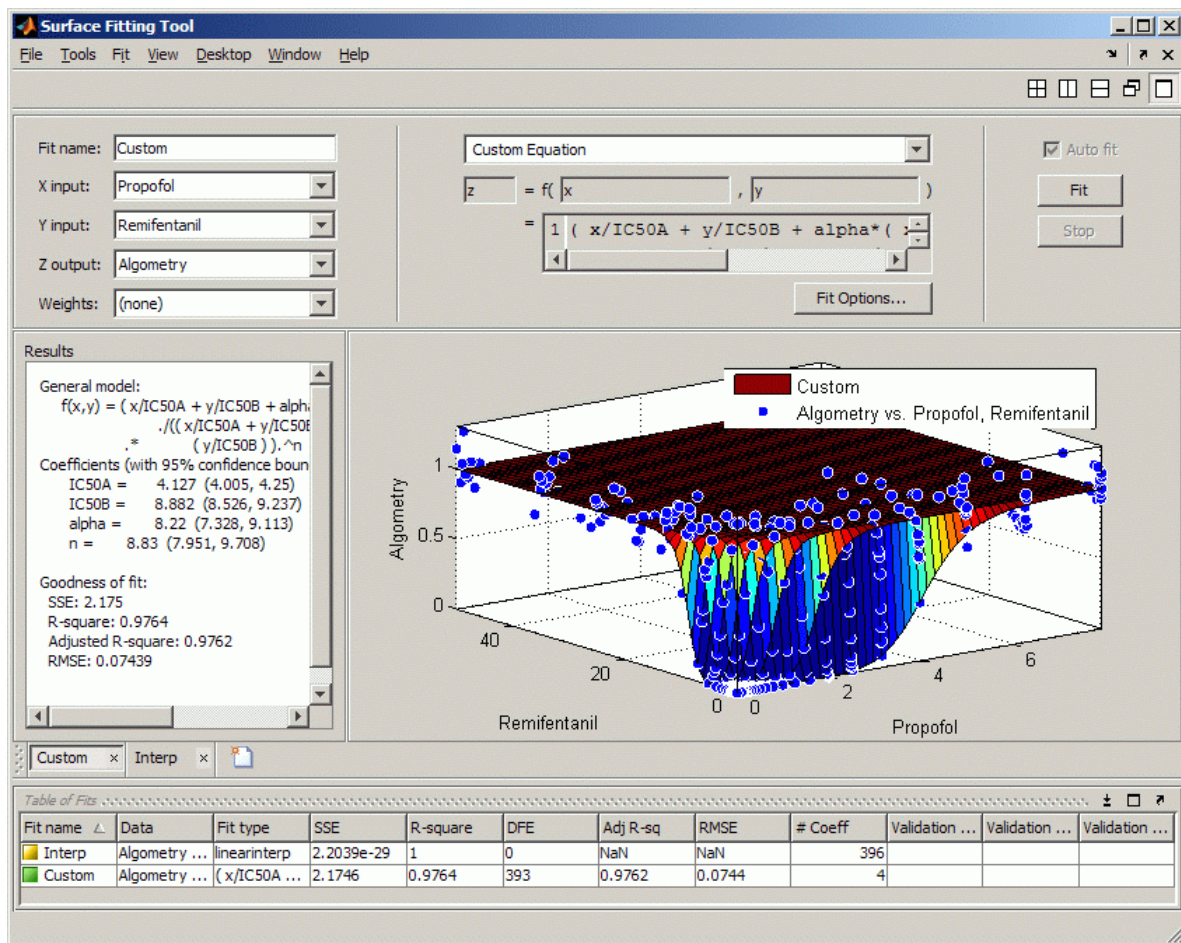 Surface Fitting Tool
File Tools Fit View Desktop Window Help
Fit name: Custom
X input: Propofol
Y input: Remifentanil
Z output: Algometry
Weights: (none)
Custom Equation
z = f( x , y )
= 1 ( x/IC50A + y/IC50B + alpha* (
Fit Options...
Auto fit
Fit
Stop
Results
General model:
f(x,y) = ( x/IC50A + y/IC50B + alpha
./(( x/IC50A + y/IC50B
.* ( y/IC50B ) ).^n
Coefficients (with 95% confidence boun
IC50A = 4.127 (4.005, 4.25)
IC50B = 8.882 (8.526, 9.237)
alpha = 8.22 (7.328, 9.113)
n = 8.83 (7.951, 9.708)
Goodness of fit:
SSE: 2.175
R-square: 0.9764
Adjusted R-square: 0.9762
RMSE: 0.07439
Custom
Algometry vs. Propofol, Remifentanil
Algometry
1
0.5
0
40
20
0
0
2
4
6
Remifentanil
Propofol
Custom × Interp ×
Table of Fits
Fit name Data Fit type SSE R-square DFE Adj R-sq RMSE # Coeff Validation ... Validation ... Validation ...
Interp Algometry ... linearinterp 2.2039e-29 1 0 NaN NaN 396
Custom Algometry ... ( x/IC50A ... 2.1746 0.9764 393 0.9762 0.0744 4